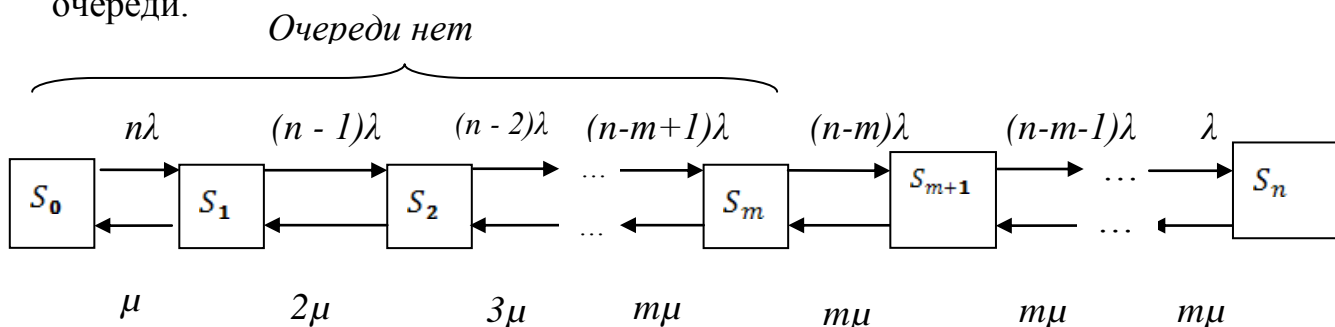 очереди.
Очереди нет
nλ (n - 1)λ (n - 2)λ (n-m+1)λ (n-m)λ (n-m-1)λ λ
S₀ S₁ S₂ ... Sₘ Sₘ₊₁ ... Sₙ
... ...
μ 2μ 3μ mμ mμ mμ mμ